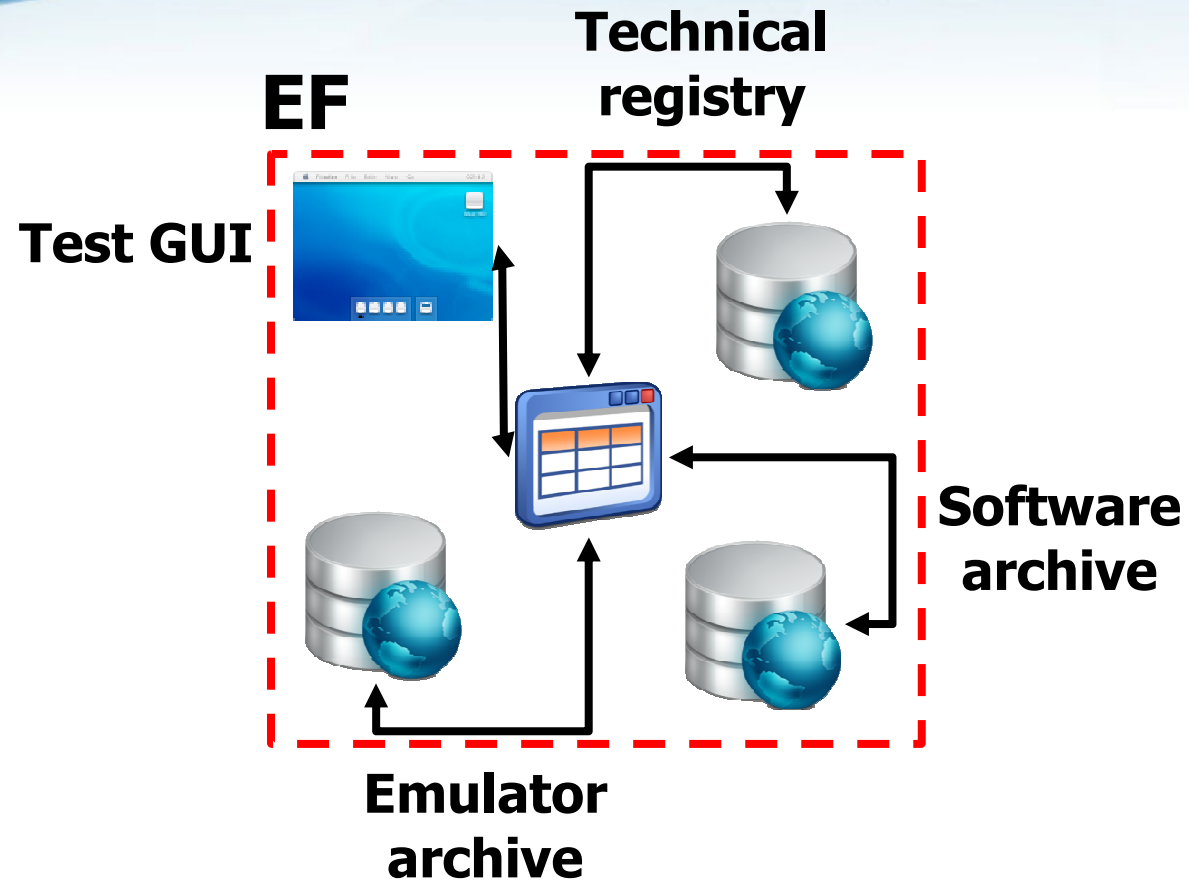 Technical
registry
EF
Test GUI
Software
archive
Emulator
archive